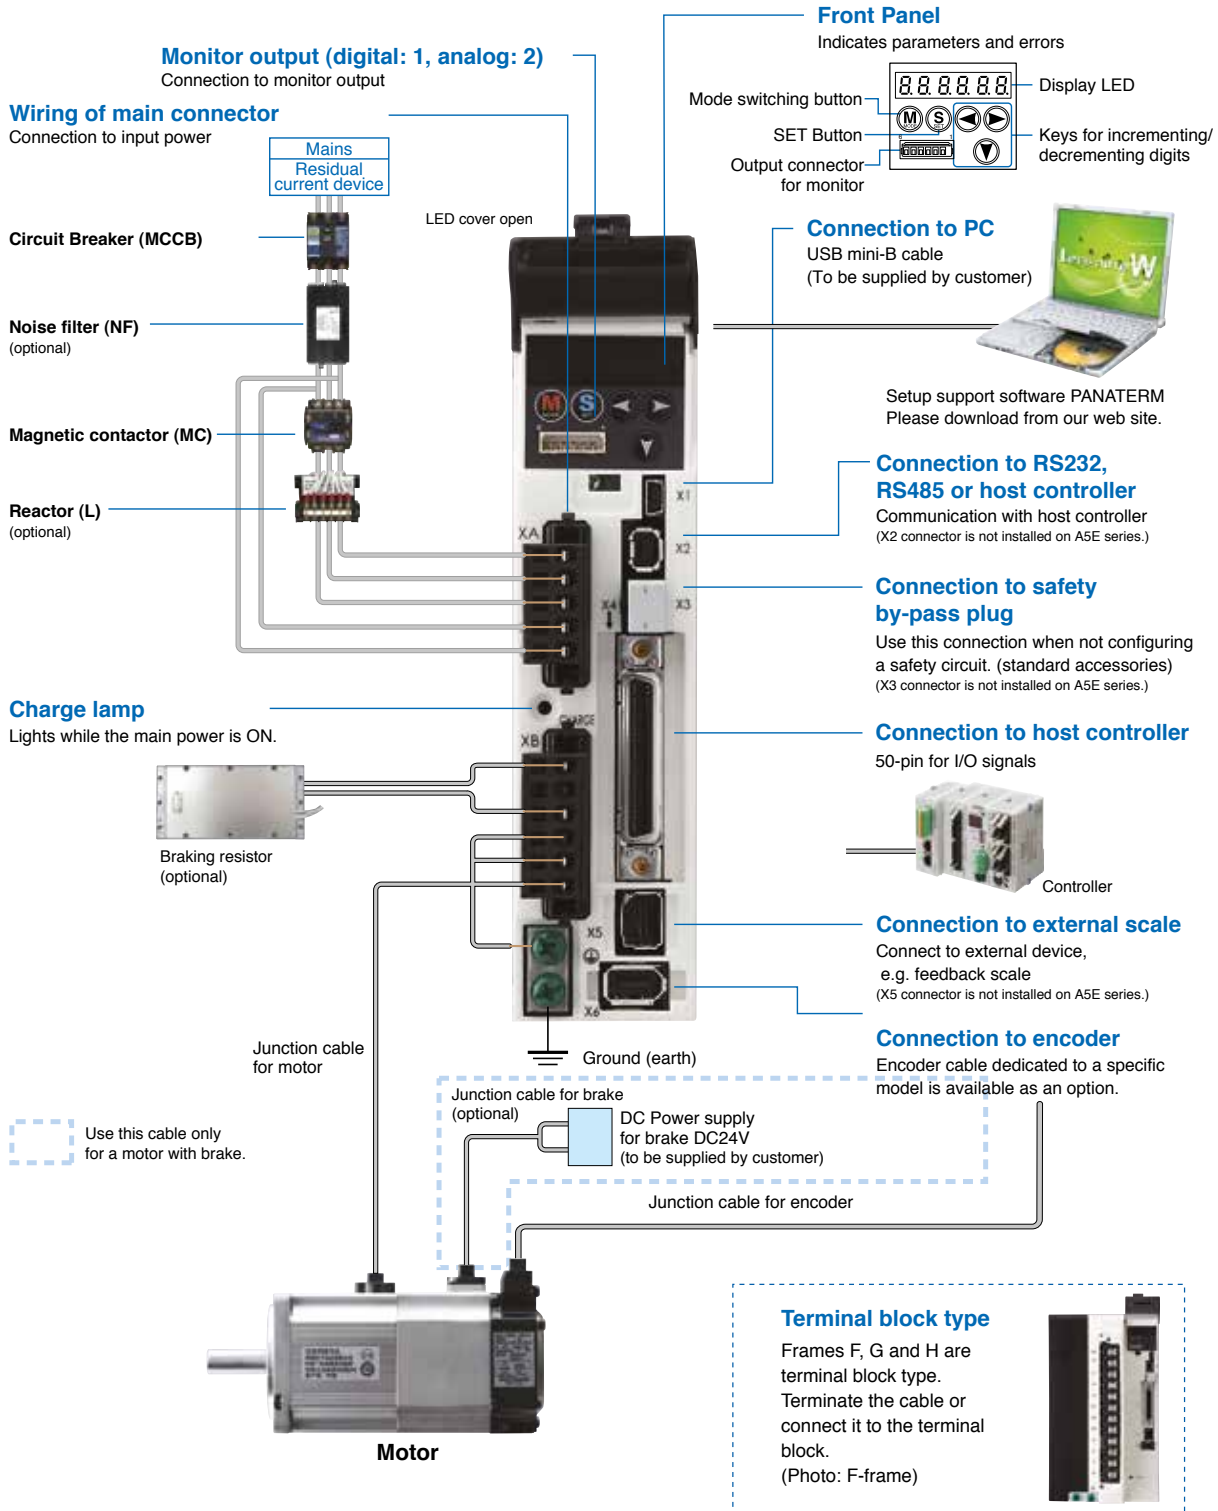 Front Panel
Indicates parameters and errors
Monitor output (digital: 1, analog: 2)
Connection to monitor output
8.8.8.8.8.8.
Display LED
Mode switching button
M
MODE
S
SET
SET Button
Keys for incrementing/
decrementing digits
Output connector
for monitor
Wiring of main connector
Connection to input power
Mains
Residual
current device
LED cover open
Circuit Breaker (MCCB)
Connection to PC
USB mini-B cable
(To be supplied by customer)
Noise filter (NF)
(optional)
Setup support software PANATERM
Please download from our web site.
M
S
Magnetic contactor (MC)
Connection to RS232,
RS485 or host controller
Communication with host controller
(X2 connector is not installed on A5E series.)
Reactor (L)
(optional)
X1
XA
X2
Connection to safety
by-pass plug
Use this connection when not configuring
a safety circuit. (standard accessories)
(X3 connector is not installed on A5E series.)
X4
X3
Charge lamp
Lights while the main power is ON.
CHARGE
XB
Connection to host controller
50-pin for I/O signals
Braking resistor
(optional)
Controller
Connection to external scale
Connect to external device,
e.g. feedback scale
(X5 connector is not installed on A5E series.)
X5
X6
Connection to encoder
Encoder cable dedicated to a specific
model is available as an option.
Junction cable
for motor
Ground (earth)
Junction cable for brake
(optional)
DC Power supply
for brake DC24V
(to be supplied by customer)
Use this cable only
for a motor with brake.
Junction cable for encoder
Motor
Terminal block type
Frames F, G and H are
terminal block type.
Terminate the cable or
connect it to the terminal
block.
(Photo: F-frame)